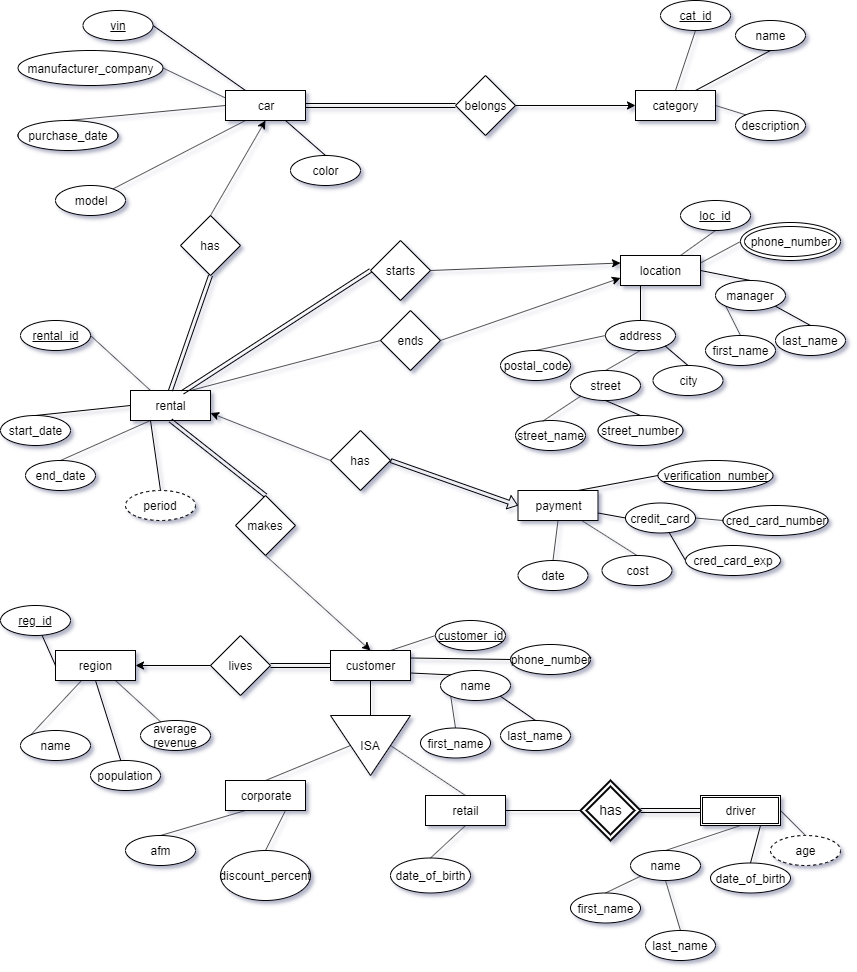 vin
cat_id
name
manufacturer_company
car
belongs
category
purchase_date
description
color
model
loc_id
phone_number
has
starts
location
manager
rental_id
ends
address
first_name
last_name
postal_code
street
city
rental
start_date
street_name
street_number
end_date
has
verification_number
period
makes
payment
credit_card
cred_card_number
cred_card_exp
date
cost
reg_id
customer_id
region
lives
customer
phone_number
name
name
average
revenue
first_name
last_name
ISA
population
corporate
retail
has
driver
afm
age
name
discount_percent
date_of_birth
date_of_birth
first_name
last_name